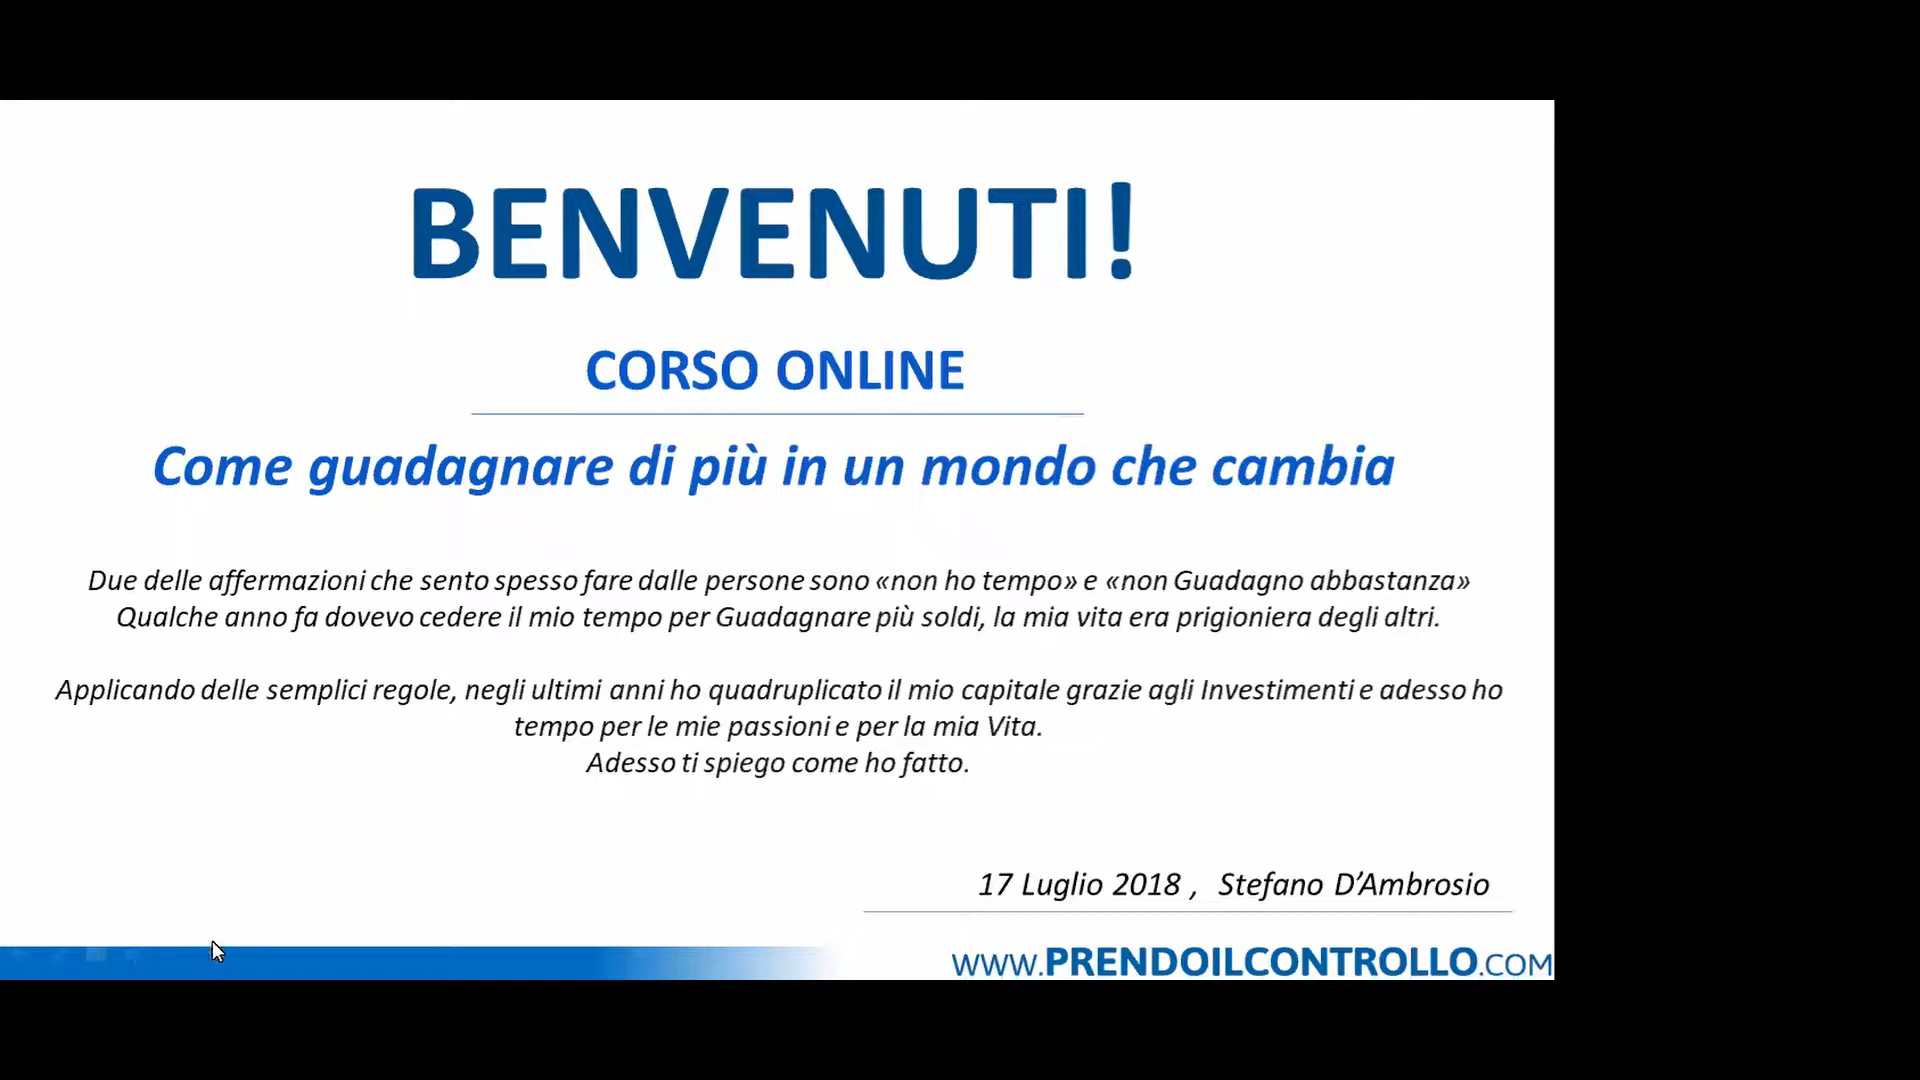 BENVENUTI!
CORSO ONLINE
Come guadagnare di più in un mondo che cambia
Due delle affermazioni che sento spesso fare dalle persone sono «non ho tempo» e «non Guadagno abbastanza»
Qualche anno fa dovevo cedere il mio tempo per Guadagnare più soldi, la mia vita era prigioniera degli altri.
Applicando delle semplici regole, negli ultimi anni ho quadruplicato il mio capitale grazie agli Investimenti e adesso ho
tempo per le mie passioni e per la mia Vita.
Adesso ti spiego come ho fatto.
17 Luglio 2018 , Stefano D’Ambrosio
WWW.PRENDOILCONTROLLO.COM